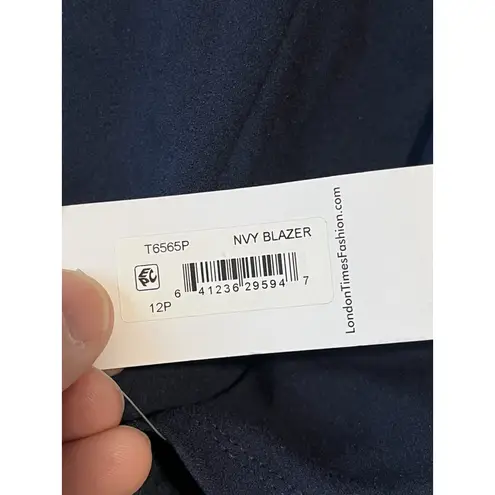 T6565P NVY BLAZER
6 41236 29594 7
12P
LondonTimesFashion.com